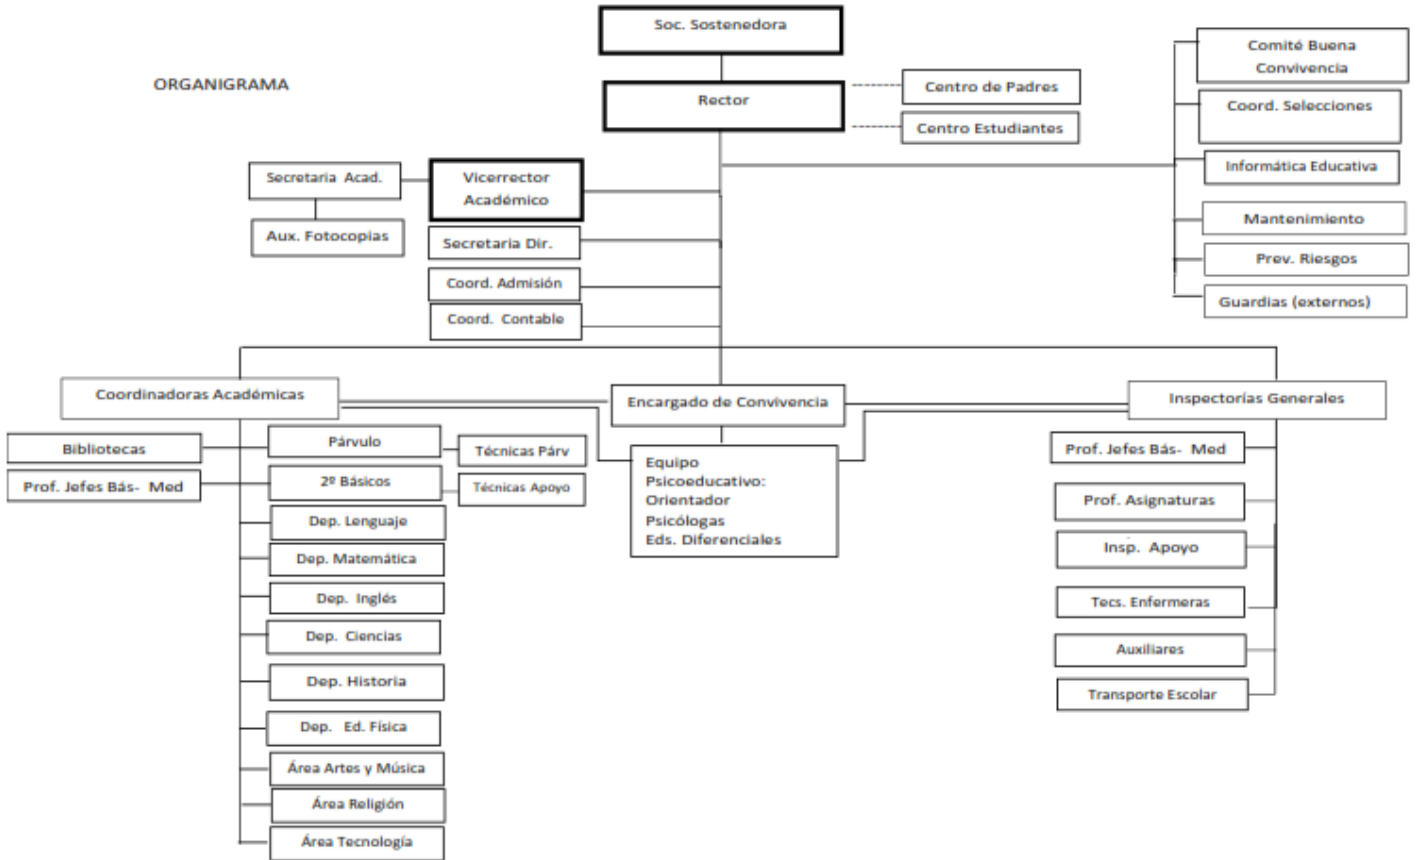 Soc. Sostenedora
ORGANIGRAMA
Rector
Centro de Padres
Centro Estudiantes
Comité Buena
Convivencia
Coord. Selecciones
Informática Educativa
Mantenimiento
Prev. Riesgos
Guardias (externos)
Secretaria Acad.
Vicerrector
Académico
Aux. Fotocopias
Secretaria Dir.
Coord. Admisión
Coord. Contable
Coordinadoras Académicas
Encargado de Convivencia
Inspectorías Generales
Bibliotecas
Prof. Jefes Bás- Med
Párvulo
Técnicas Párv
2º Básicos
Técnicas Apoyo
Dep. Lenguaje
Dep. Matemática
Dep. Inglés
Dep. Ciencias
Dep. Historia
Dep. Ed. Física
Área Artes y Música
Área Religión
Área Tecnología
Equipo
Psicoeducativo:
Orientador
Psicólogas
Eds. Diferenciales
Prof. Jefes Bás- Med
Prof. Asignaturas
Insp. Apoyo
Tecs. Enfermeras
Auxiliares
Transporte Escolar